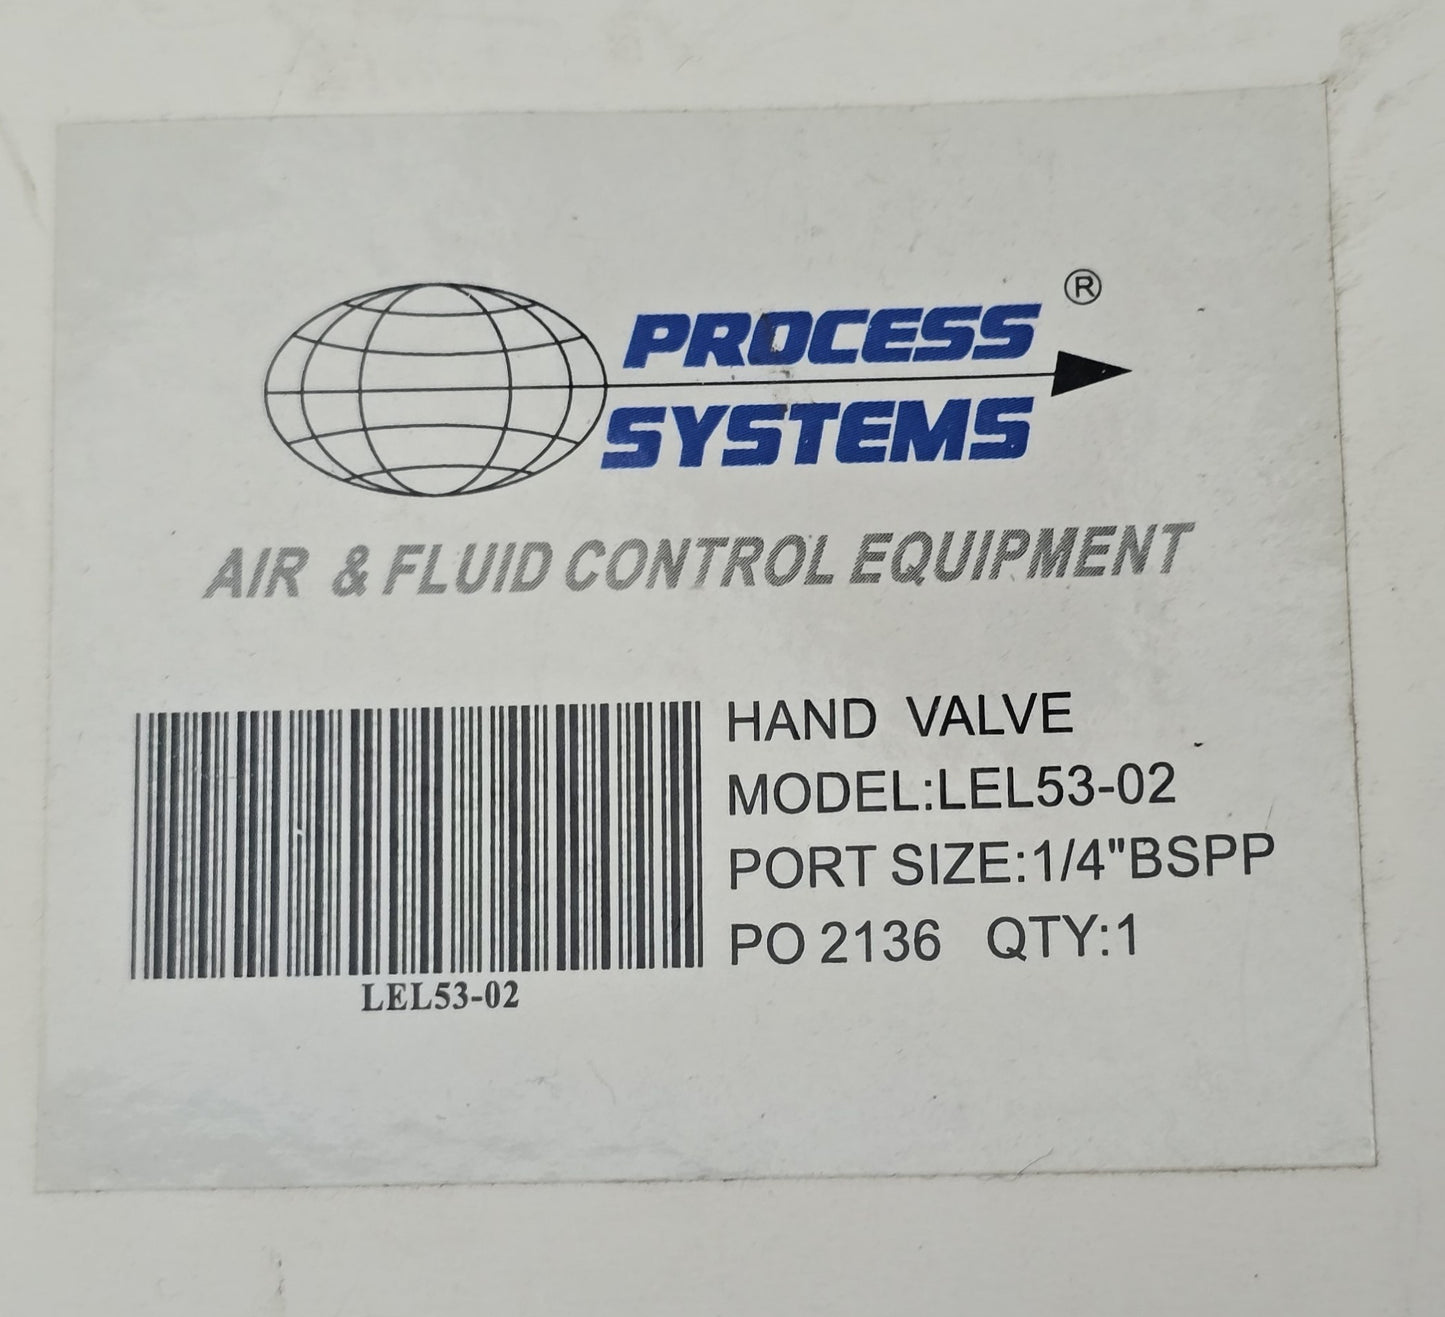 PROCESS ®
SYSTEMS
AIR & FLUID CONTROL EQUIPMENT
HAND VALVE
MODEL:LEL53-02
PORT SIZE:1/4"BSPP
PO 2136 QTY:1
LEL53-02